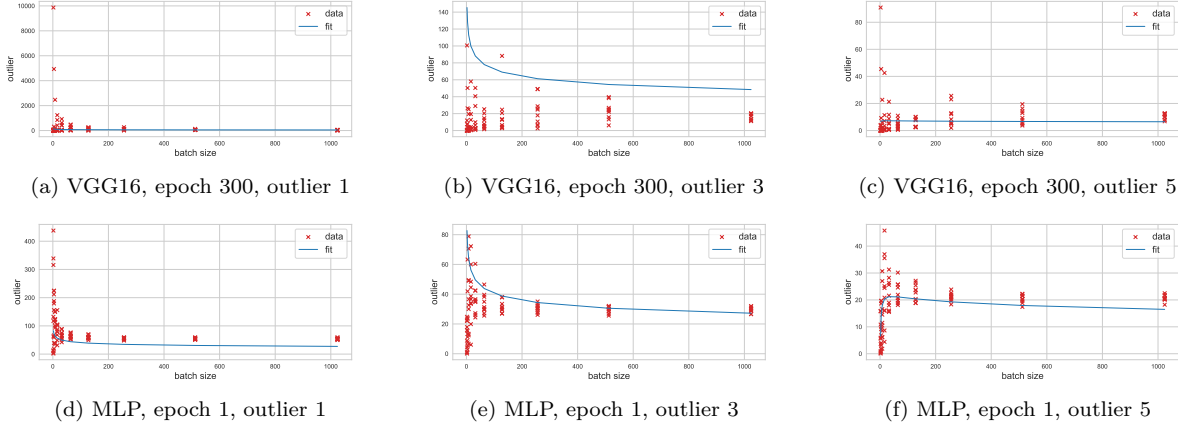 10000
8000
6000
4000
2000
0
outlier
0 200 400 600 800 1000
batch size
data
fit
(a) VGG16, epoch 300, outlier 1
140
120
100
80
60
40
20
0
outlier
0 200 400 600 800 1000
batch size
data
fit
(b) VGG16, epoch 300, outlier 3
80
60
40
20
0
outlier
0 200 400 600 800 1000
batch size
data
fit
(c) VGG16, epoch 300, outlier 5
400
300
200
100
0
outlier
0 200 400 600 800 1000
batch size
data
fit
(d) MLP, epoch 1, outlier 1
80
60
40
20
0
outlier
0 200 400 600 800 1000
batch size
data
fit
(e) MLP, epoch 1, outlier 3
40
30
20
10
0
outlier
0 200 400 600 800 1000
batch size
data
fit
(f) MLP, epoch 1, outlier 5